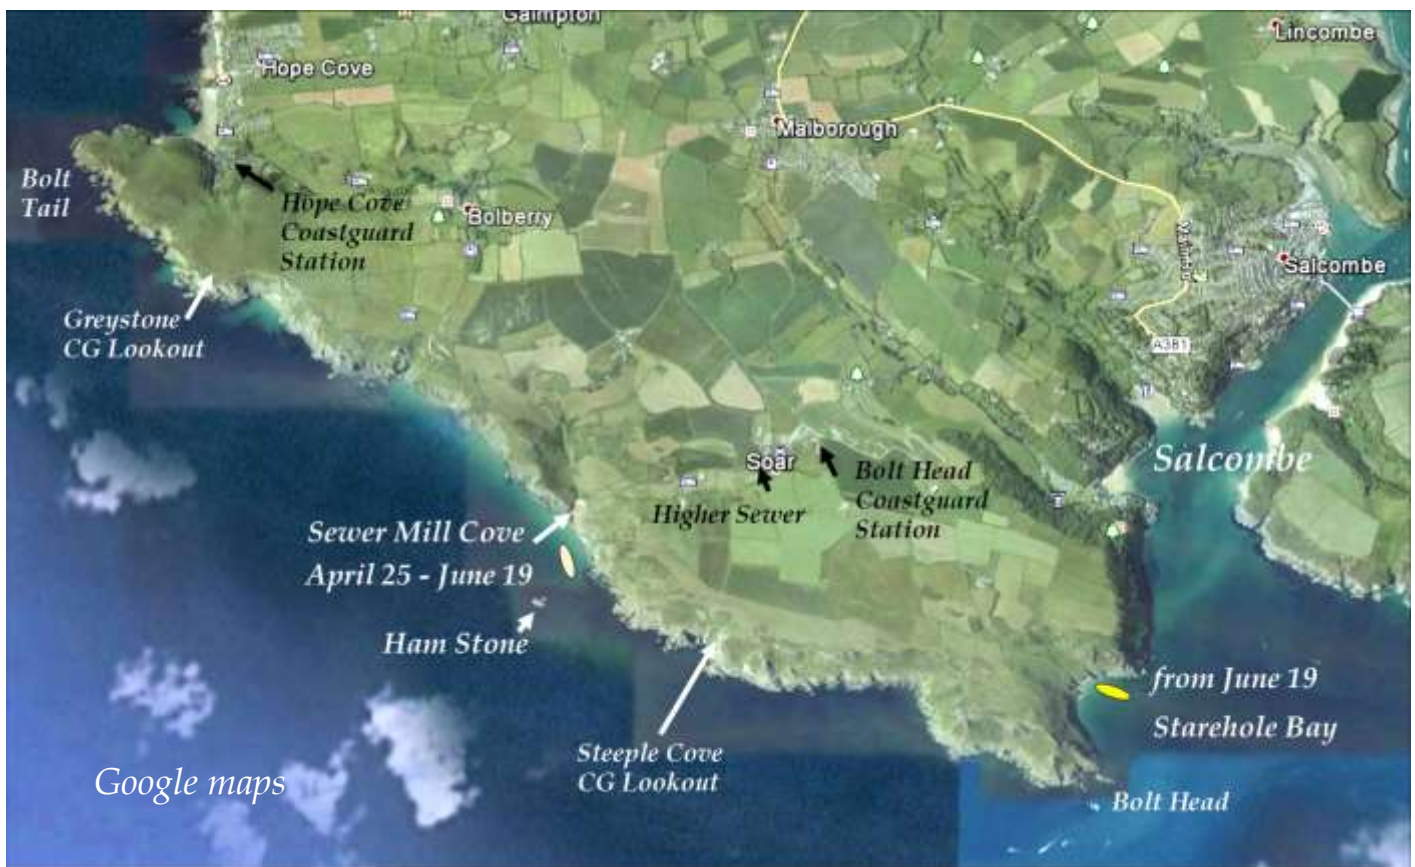 Galmpton
Lincombe
Hope Cove
Malborough
Bolt
Tail
Hope Cove
Coastguard
Station
Bolberry
Salcombe
Greystone
CG Lookout
A381
Salcombe
Soar
Bolt Head
Coastguard
Station
Higher Sewer
Sewer Mill Cove
April 25 - June 19
Ham Stone
from June 19
Starehole Bay
Steeple Cove
CG Lookout
Google maps
Bolt Head